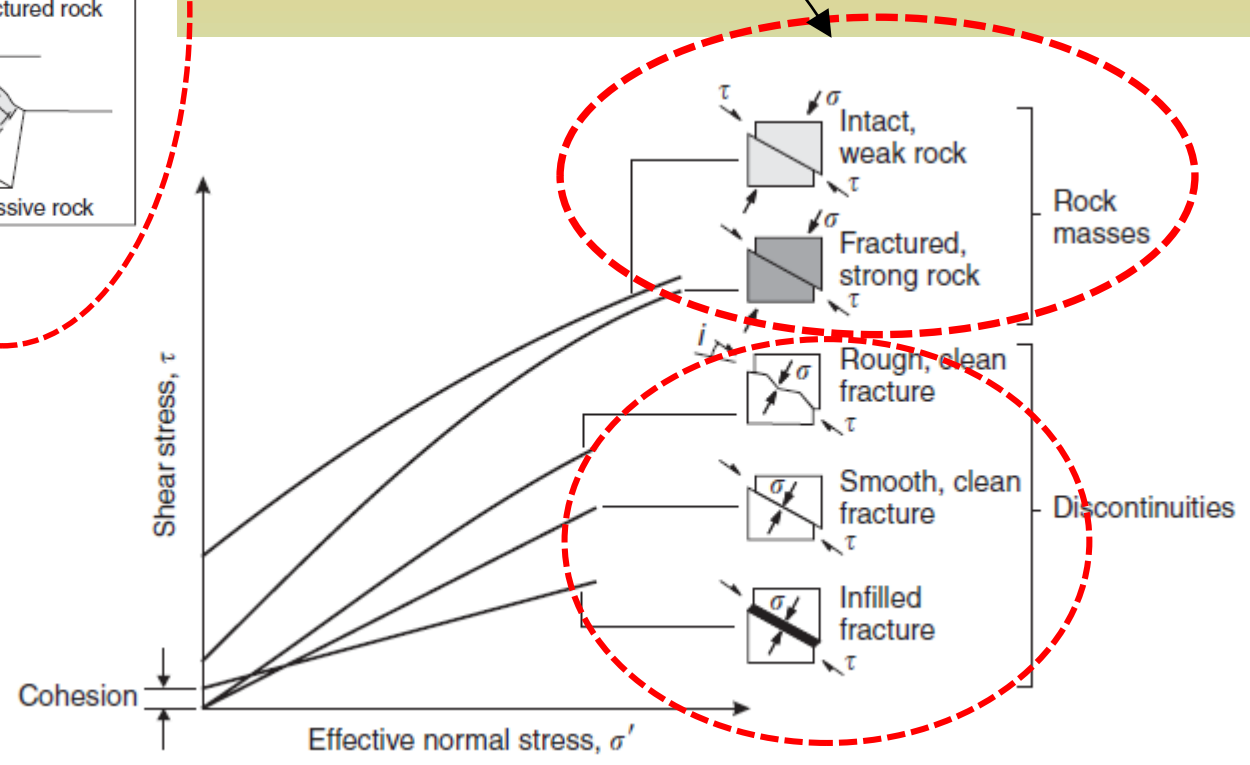 ctured rock
ssive rock
τ
σ
Intact,
weak rock
τ
σ
Fractured,
strong rock
τ
Rock
masses
i
σ
Rough, clean
fracture
τ
σ
Smooth, clean
fracture
τ
Discontinuities
σ
Infilled
fracture
τ
Shear stress, τ
Cohesion
Effective normal stress, σ′